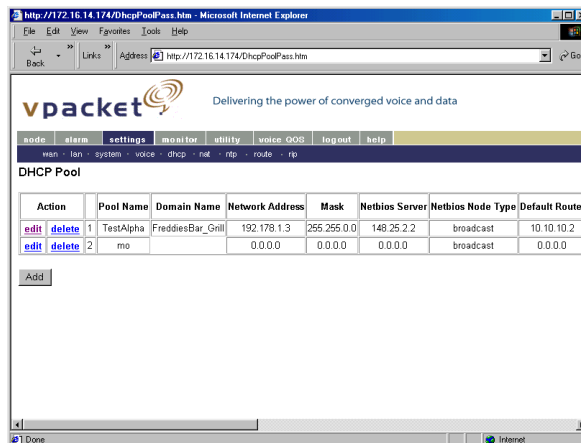 http://172.16.14.174/DhcpPoolPass.htm - Microsoft Internet Explorer
File Edit View Favorites Tools Help
Back » Links » Address http://172.16.14.174/DhcpPoolPass.htm Go
vpacket Delivering the power of converged voice and data
node alarm settings monitor utility voice QOS logout help
wan - lan - system - voice - dhcp - nat - ntp - route - rip
DHCP Pool
Action Pool Name Domain Name Network Address Mask Netbios Server Netbios Node Type Default Route
edit delete 1 TestAlpha FreddiesBar_Grill 192.178.1.3 255.255.0.0 148.25.2.2 broadcast 10.10.10.2
edit delete 2 mo 0.0.0.0 0.0.0.0 0.0.0.0 broadcast 0.0.0.0
Add
Done Internet